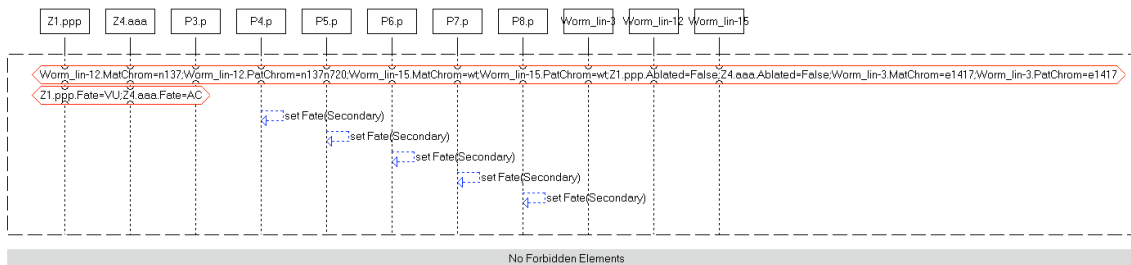 Z1.ppp Z4.aaa P3.p P4.p P5.p P6.p P7.p P8.p Worm_lin-3 Worm_lin-12 Worm_lin-15
Worm_lin-12.MatChrom=n137;Worm_lin-12.PatChrom=n137n720;Worm_lin-15.MatChrom=wt;Worm_lin-15.PatChrom=wt;Z1.ppp.Ablated=False;Z4.aaa.Ablated=False;Worm_lin-3.MatChrom=e1417;Worm_lin-3.PatChrom=e1417
Z1.ppp.Fate=VU;Z4.aaa.Fate=AC
set Fate(Secondary)
set Fate(Secondary)
set Fate(Secondary)
set Fate(Secondary)
set Fate(Secondary)
No Forbidden Elements